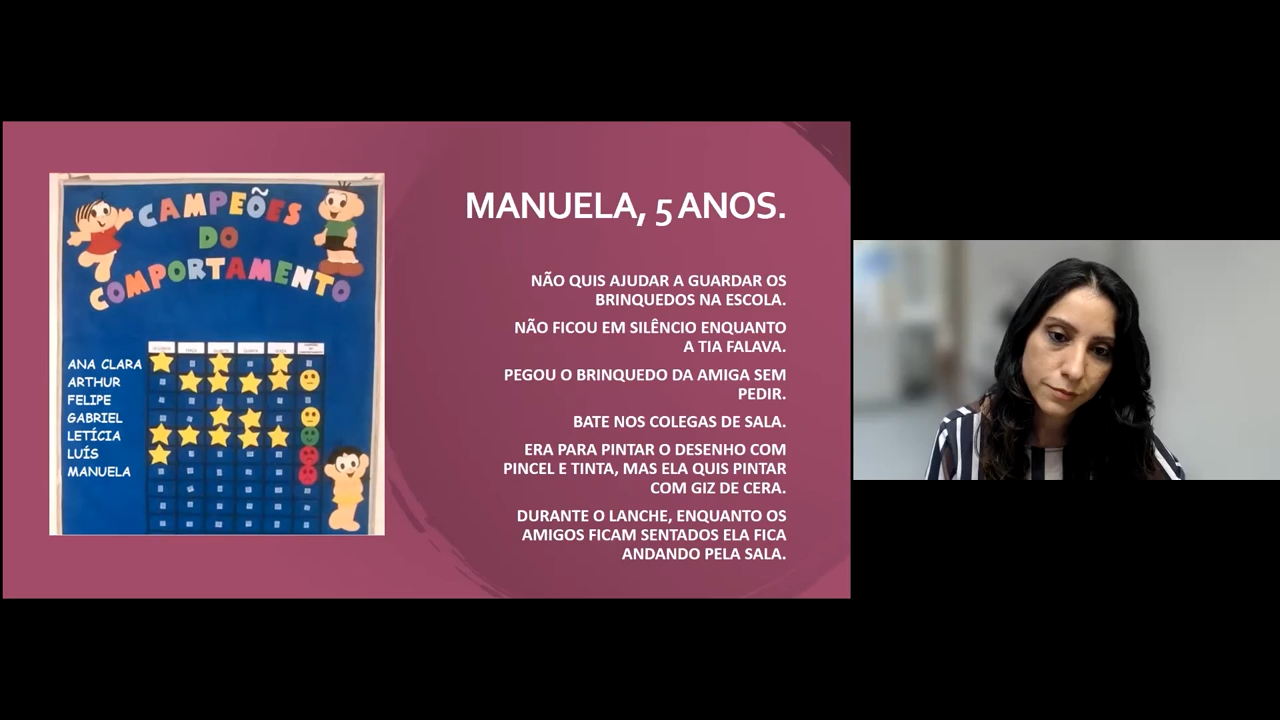 CAMPEÕES
DO
COMPORTAMENTO
ANA CLARA
ARTHUR
FELIPE
GABRIEL
LETÍCIA
LUÍS
MANUELA
MANUELA, 5 ANOS.
NÃO QUIS AJUDAR A GUARDAR OS
BRINQUEDOS NA ESCOLA.
NÃO FICOU EM SILÊNCIO ENQUANTO
A TIA FALAVA.
PEGOU O BRINQUEDO DA AMIGA SEM
PEDIR.
BATE NOS COLEGAS DE SALA.
ERA PARA PINTAR O DESENHO COM
PINCEL E TINTA, MAS ELA QUIS PINTAR
COM GIZ DE CERA.
DURANTE O LANCHE, ENQUANTO OS
AMIGOS FICAM SENTADOS ELA FICA
ANDANDO PELA SALA.